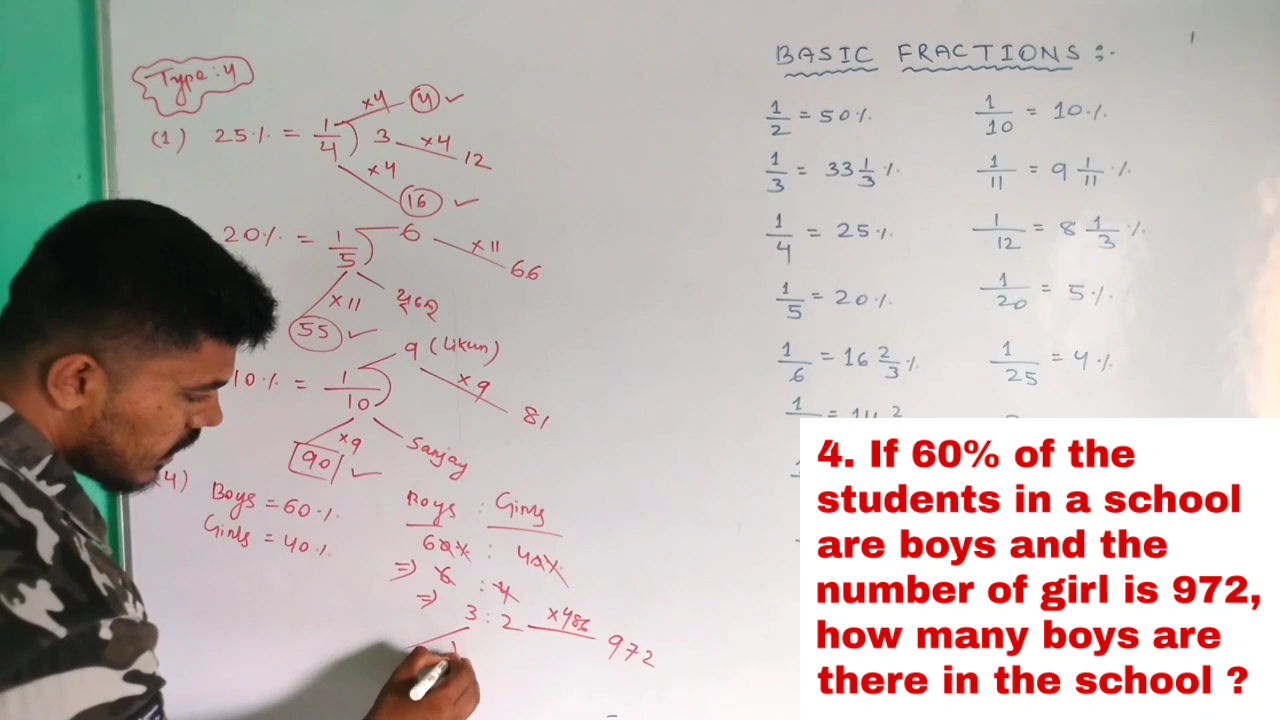 Type: 4
(1) 25% = 1/4 ×4 4 ✓
3 ×4 12
×4 16 ✓
20% = 1/5 6 ×11 66
×11 55 ✓
10% = 1/10 9 (Likun) ×9 81
×9 90 ✓ Sanjay
4) Boys = 60%
Girls = 40%
Boys : Girls
60% : 40%
=> 6 : 4
=> 3 : 2 ×486 972
BASIC FRACTIONS :-
1/2 = 50%
1/3 = 33 1/3 %
1/4 = 25%
1/5 = 20%
1/6 = 16 2/3 %
1/10 = 10%
1/11 = 9 1/11 %
1/12 = 8 1/3 %
1/20 = 5%
1/25 = 4%
4. If 60% of the
students in a school
are boys and the
number of girl is 972,
how many boys are
there in the school ?